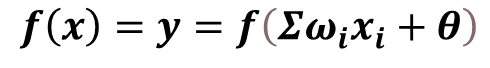 f(x) = y = f(Σωᵢxᵢ + θ)